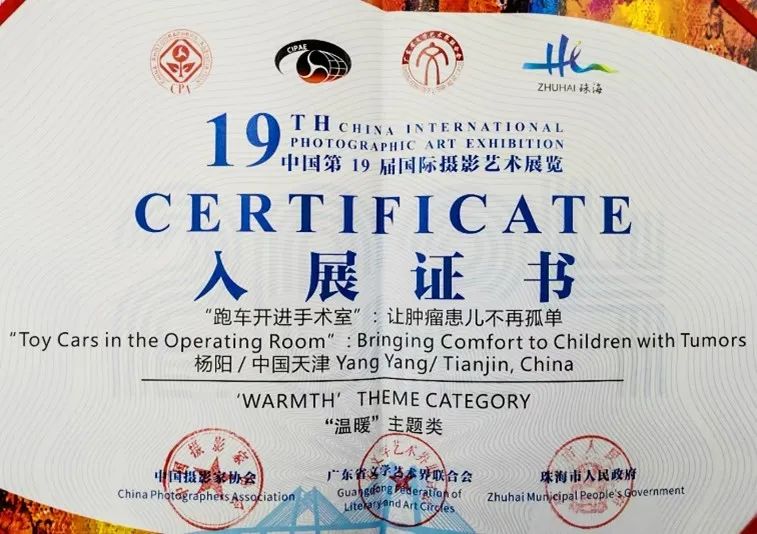 CPA
CIPAE
ZHUHAI 珠海
19TH CHINA INTERNATIONAL
PHOTOGRAPHIC ART EXHIBITION
中国第19届国际摄影艺术展览
CERTIFICATE
入展证书
“跑车开进手术室”：让肿瘤患儿不再孤单
“Toy Cars in the Operating Room”: Bringing Comfort to Children with Tumors
杨阳/中国天津 Yang Yang/ Tianjin, China
‘WARMTH’ THEME CATEGORY
“温暖”主题类
中国摄影家协会
China Photographers Association
广东省文学艺术界联合会
Guangdong Federation of
Literary and Art Circles
珠海市人民政府
Zhuhai Municipal People's Government